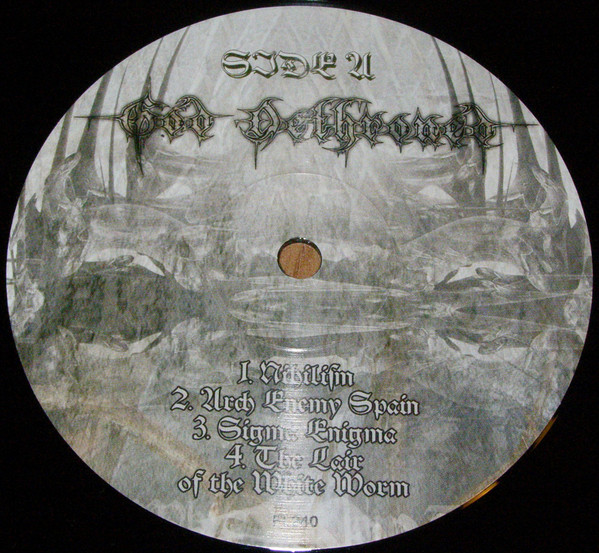 SIDE A
God Dethroned
1. Nihilism
2. Arch Enemy Spain
3. Sigma Enigma
4. The Lair
of the White Worm